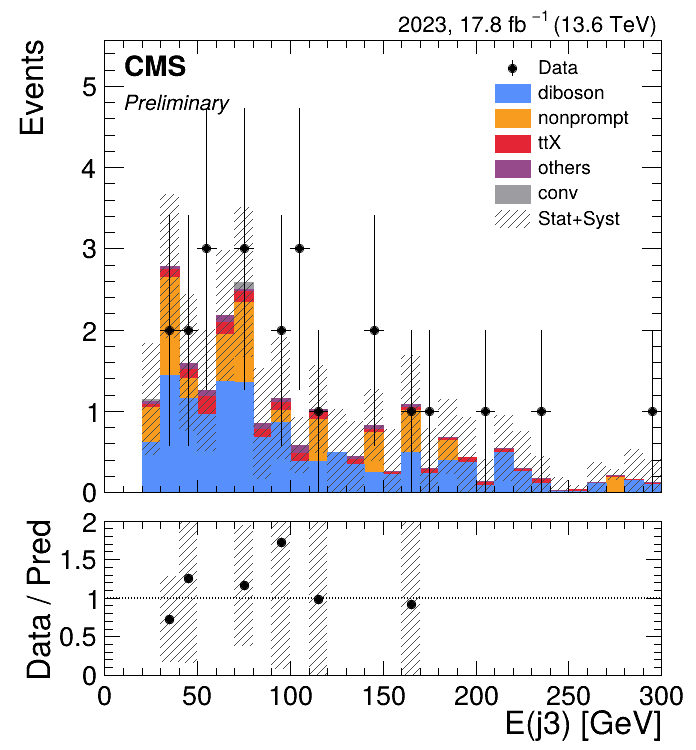 2023, 17.8 fb⁻¹ (13.6 TeV)
CMS
Preliminary
Events
Data
diboson
nonprompt
ttX
others
conv
Stat+Syst
5
4
3
2
1
0
Data / Pred
2
1.5
1
0.5
0
0 50 100 150 200 250 300
E(j3) [GeV]